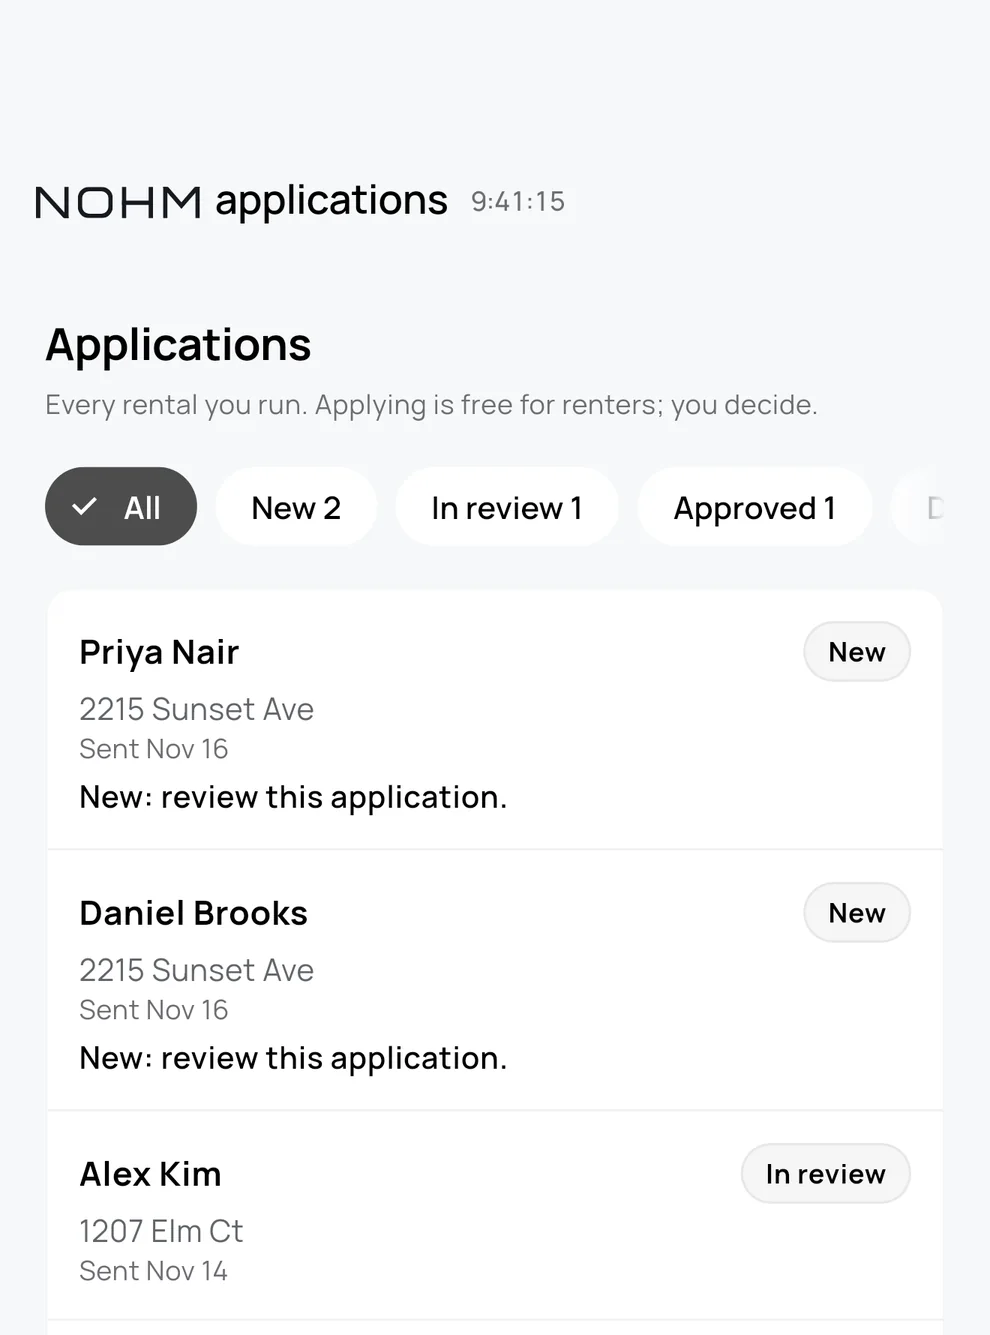 NOHM applications 9:41:15
Applications
Every rental you run. Applying is free for renters; you decide.
All New 2 In review 1 Approved 1
Priya Nair New
2215 Sunset Ave
Sent Nov 16
New: review this application.
Daniel Brooks New
2215 Sunset Ave
Sent Nov 16
New: review this application.
Alex Kim In review
1207 Elm Ct
Sent Nov 14